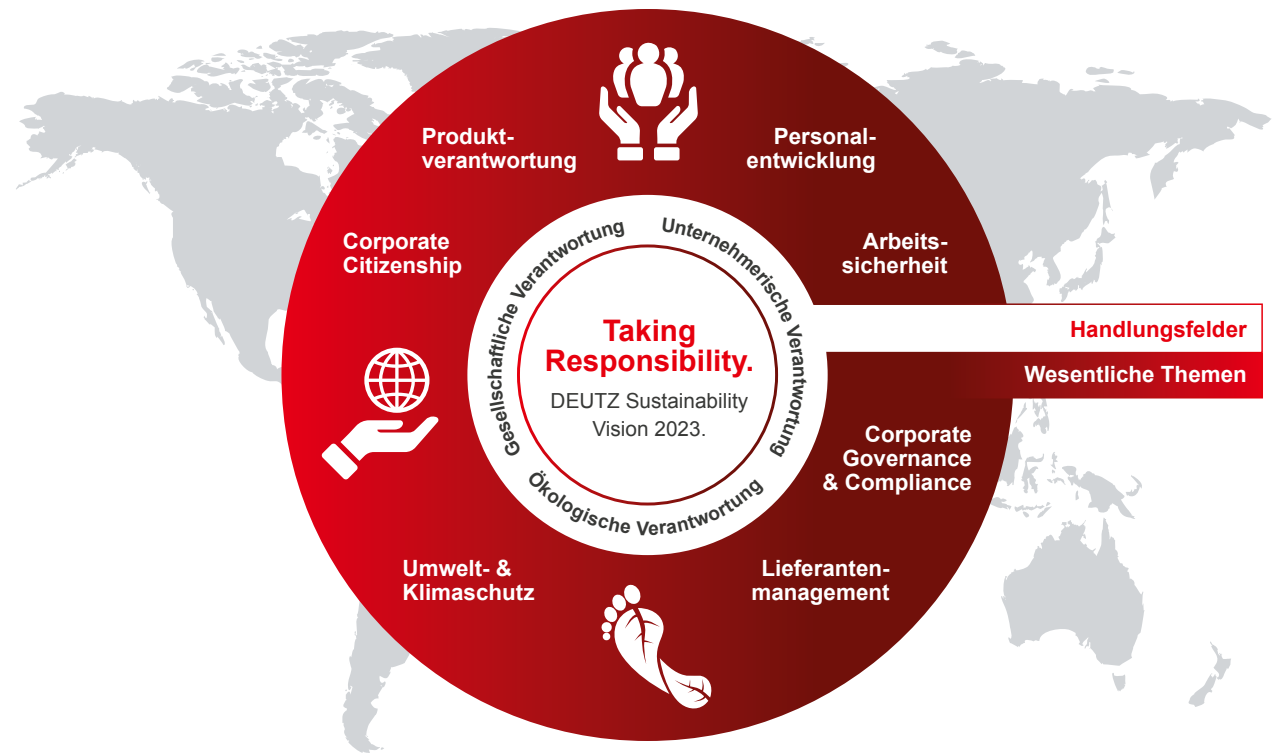 Produkt-
verantwortung
Personal-
entwicklung
Corporate
Citizenship
Arbeits-
sicherheit
Gesellschaftliche Verantwortung
Unternehmerische Verantwortung
Ökologische Verantwortung
Taking
Responsibility.
DEUTZ Sustainability
Vision 2023.
Handlungsfelder
Wesentliche Themen
Corporate
Governance
& Compliance
Umwelt- &
Klimaschutz
Lieferanten-
management